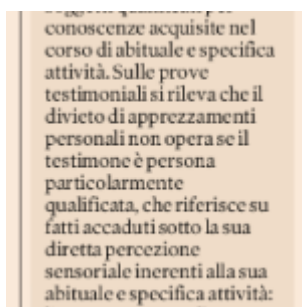 conoscenze acquisite nel
corso di abituale e specifica
attività. Sulle prove
testimoniali si rileva che il
divieto di apprezzamenti
personali non opera se il
testimone è persona
particolarmente
qualificata, che riferisce su
fatti accaduti sotto la sua
diretta percezione
sensoriale inerenti alla sua
abituale e specifica attività: